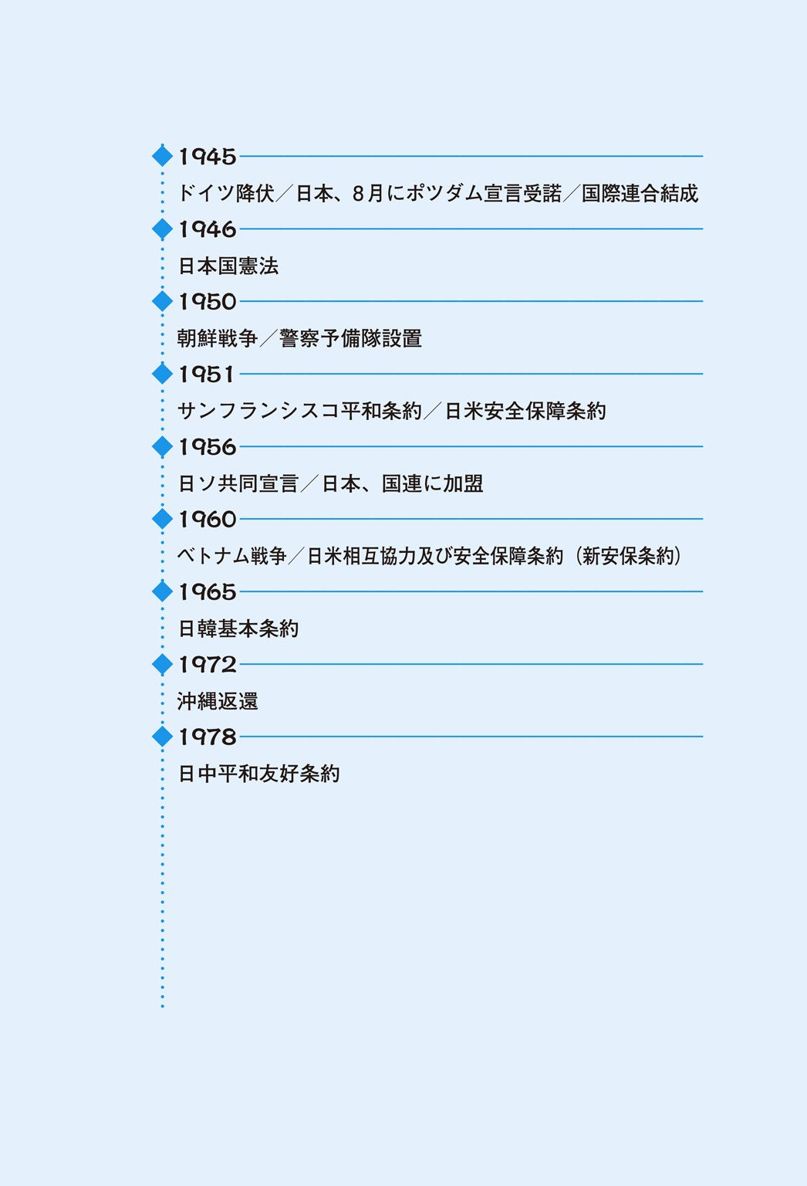 1945
ドイツ降伏／日本、8月にポツダム宣言受諾／国際連合結成
1946
日本国憲法
1950
朝鮮戦争／警察予備隊設置
1951
サンフランシスコ平和条約／日米安全保障条約
1956
日ソ共同宣言／日本、国連に加盟
1960
ベトナム戦争／日米相互協力及び安全保障条約（新安保条約）
1965
日韓基本条約
1972
沖縄返還
1978
日中平和友好条約